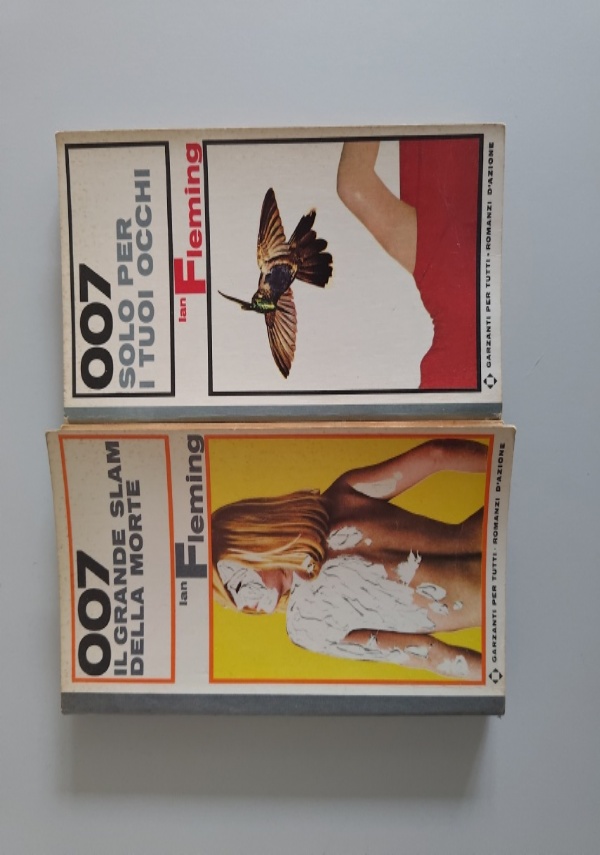 007
SOLO PER
I TUOI OCCHI
Ian
Fleming
GARZANTI PER TUTTI • ROMANZI D'AZIONE
007
IL GRANDE SLAM
DELLA MORTE
Ian
Fleming
GARZANTI PER TUTTI • ROMANZI D'AZIONE